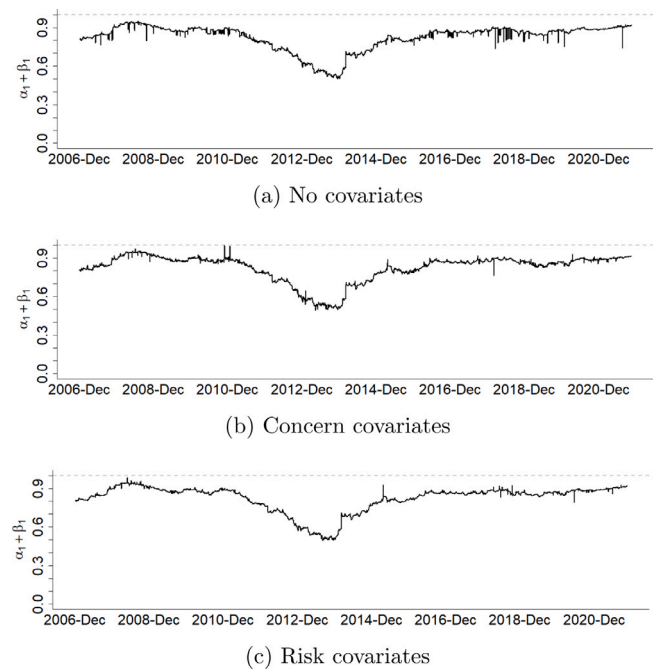 0.9
0.6
0.3
0.0
α₁ + β₁
2006-Dec 2008-Dec 2010-Dec 2012-Dec 2014-Dec 2016-Dec 2018-Dec 2020-Dec
(a) No covariates
0.9
0.6
0.3
0.0
α₁ + β₁
2006-Dec 2008-Dec 2010-Dec 2012-Dec 2014-Dec 2016-Dec 2018-Dec 2020-Dec
(b) Concern covariates
0.9
0.6
0.3
0.0
α₁ + β₁
2006-Dec 2008-Dec 2010-Dec 2012-Dec 2014-Dec 2016-Dec 2018-Dec 2020-Dec
(c) Risk covariates